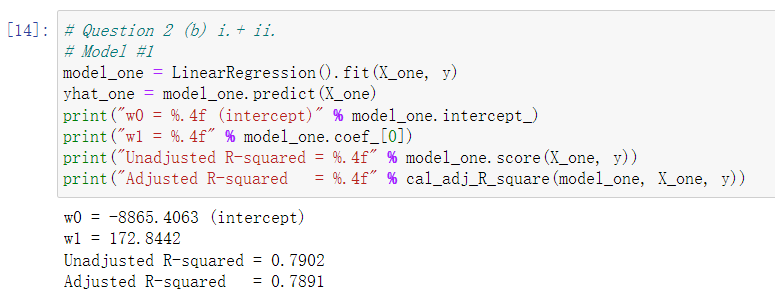 [14]: # Question 2 (b) i.+ ii.
# Model #1
model_one = LinearRegression().fit(X_one, y)
yhat_one = model_one.predict(X_one)
print("w0 = %.4f (intercept)" % model_one.intercept_)
print("w1 = %.4f" % model_one.coef_[0])
print("Unadjusted R-squared = %.4f" % model_one.score(X_one, y))
print("Adjusted R-squared   = %.4f" % cal_adj_R_square(model_one, X_one, y))
w0 = -8865.4063 (intercept)
w1 = 172.8442
Unadjusted R-squared = 0.7902
Adjusted R-squared   = 0.7891